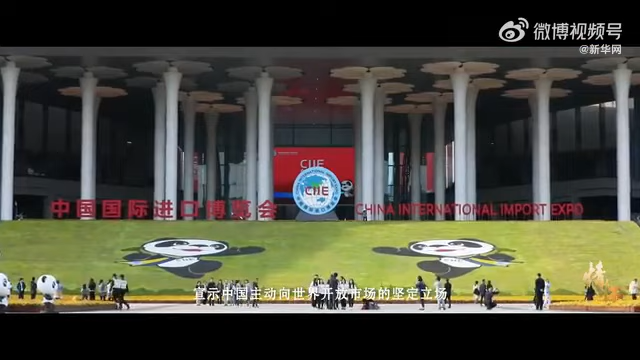 微博视频号
@新华网
CIIE
CIIE
中国国际进口博览会
CHINA INTERNATIONAL IMPORT EXPO
宣示中国主动向世界开放市场的坚定立场